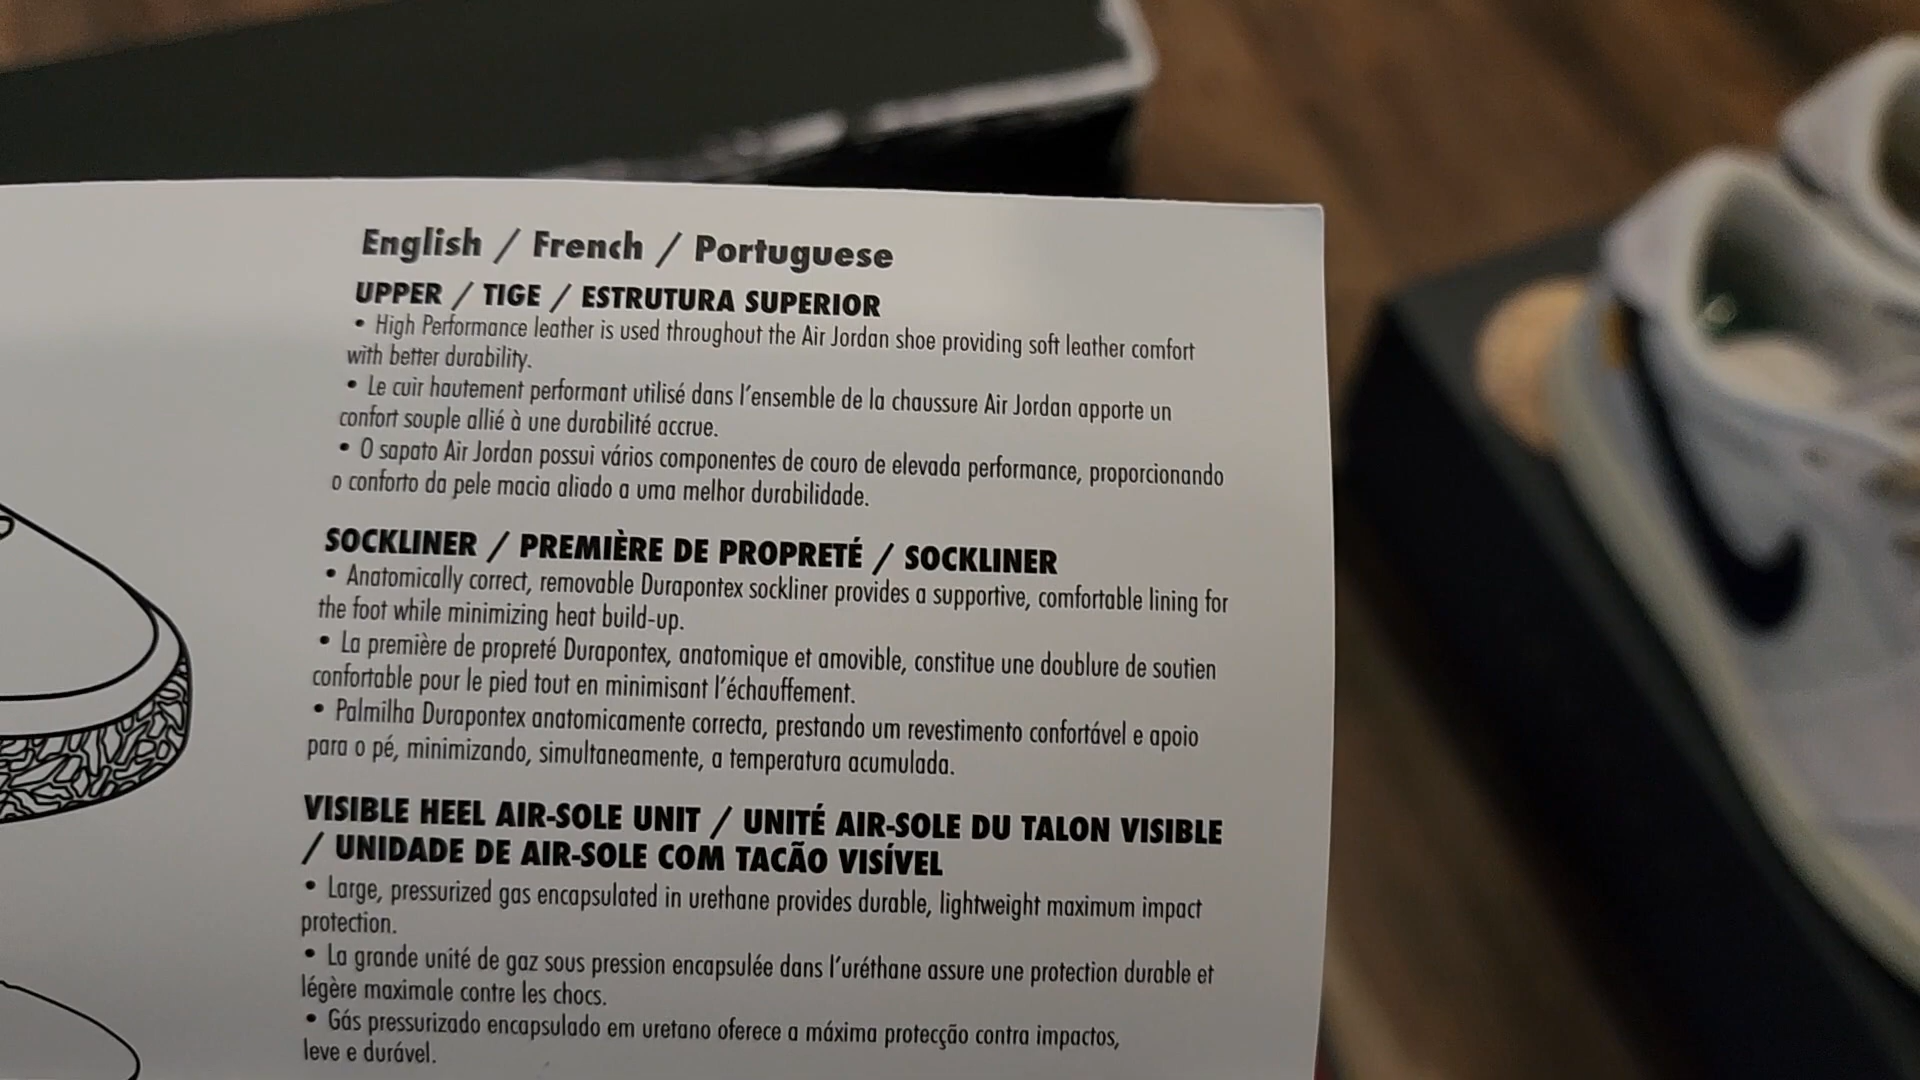 English / French / Portuguese
UPPER / TIGE / ESTRUTURA SUPERIOR
• High Performance leather is used throughout the Air Jordan shoe providing soft leather comfort
with better durability.
• Le cuir hautement performant utilisé dans l'ensemble de la chaussure Air Jordan apporte un
confort souple allié à une durabilité accrue.
• O sapato Air Jordan possui vários componentes de couro de elevada performance, proporcionando
o conforto da pele macia aliado a uma melhor durabilidade.
SOCKLINER / PREMIÈRE DE PROPRETÉ / SOCKLINER
• Anatomically correct, removable Durapontex sockliner provides a supportive, comfortable lining for
the foot while minimizing heat build-up.
• La première de propreté Durapontex, anatomique et amovible, constitue une doublure de soutien
confortable pour le pied tout en minimisant l'échauffement.
• Palmilha Durapontex anatomicamente correcta, prestando um revestimento confortável e apoio
para o pé, minimizando, simultaneamente, a temperatura acumulada.
VISIBLE HEEL AIR-SOLE UNIT / UNITÉ AIR-SOLE DU TALON VISIBLE
/ UNIDADE DE AIR-SOLE COM TACÃO VISÍVEL
• Large, pressurized gas encapsulated in urethane provides durable, lightweight maximum impact
protection.
• La grande unité de gaz sous pression encapsulée dans l'uréthane assure une protection durable et
légère maximale contre les chocs.
• Gás pressurizado encapsulado em uretano oferece a máxima protecção contra impactos,
leve e durável.